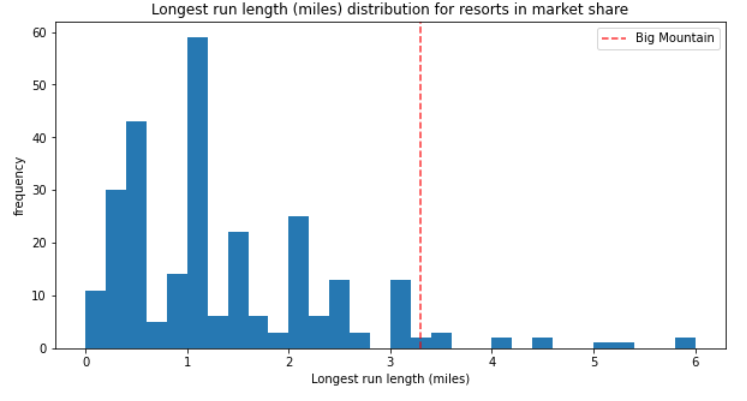 Longest run length (miles) distribution for resorts in market share
Big Mountain
frequency
60
50
40
30
20
10
0
0 1 2 3 4 5 6
Longest run length (miles)